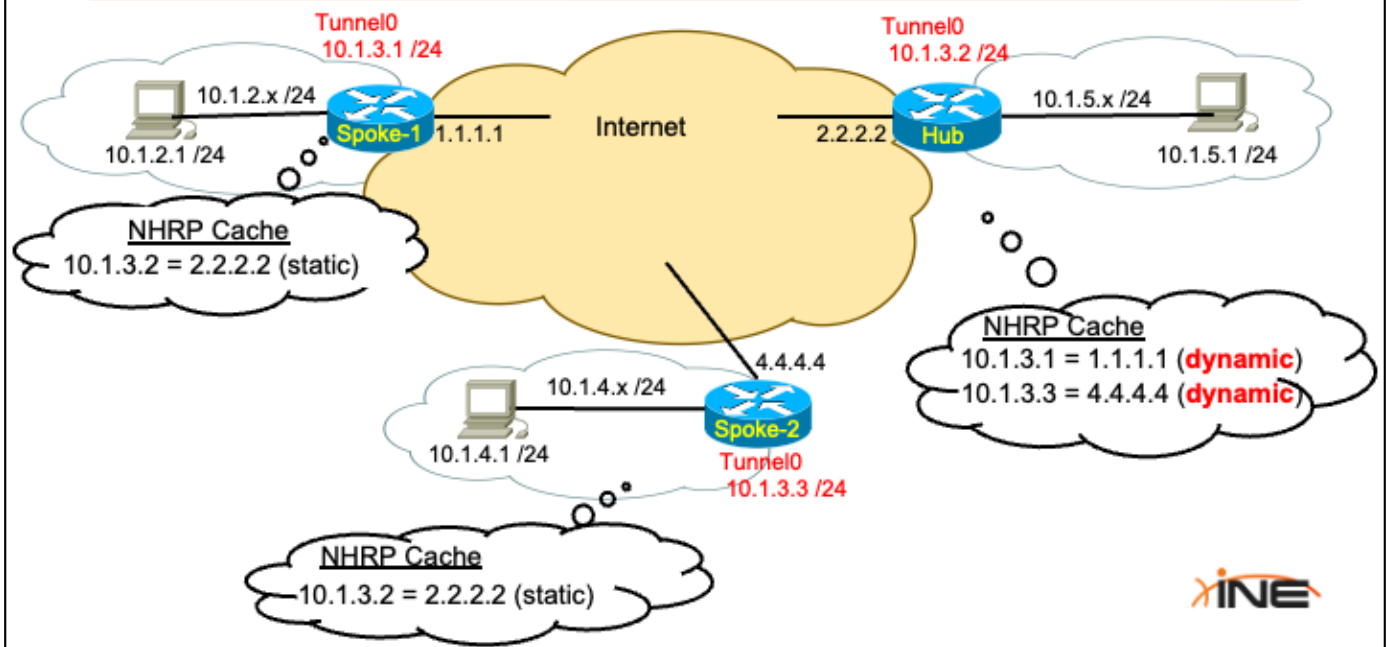 Tunnel0
10.1.3.1 /24
Tunnel0
10.1.3.2 /24
10.1.2.x /24
10.1.5.x /24
Internet
Spoke-1
1.1.1.1
2.2.2.2
Hub
10.1.2.1 /24
10.1.5.1 /24
NHRP Cache
10.1.3.2 = 2.2.2.2 (static)
NHRP Cache
10.1.3.1 = 1.1.1.1 (dynamic)
10.1.3.3 = 4.4.4.4 (dynamic)
4.4.4.4
10.1.4.x /24
Spoke-2
10.1.4.1 /24
Tunnel0
10.1.3.3 /24
NHRP Cache
10.1.3.2 = 2.2.2.2 (static)
INE